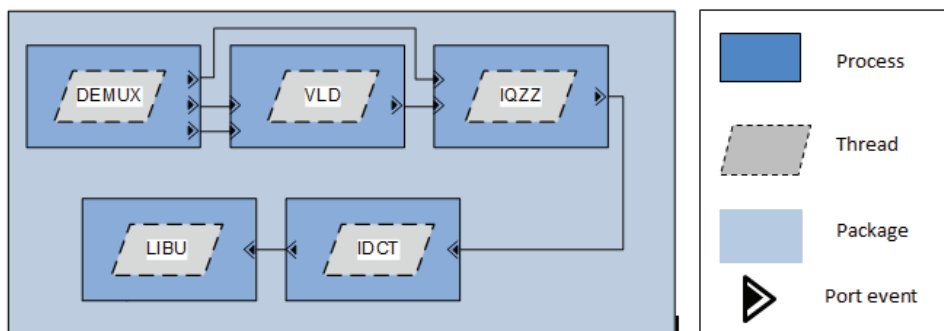 DEMUX
VLD
IQZZ
LIBU
IDCT
Process
Thread
Package
Port event